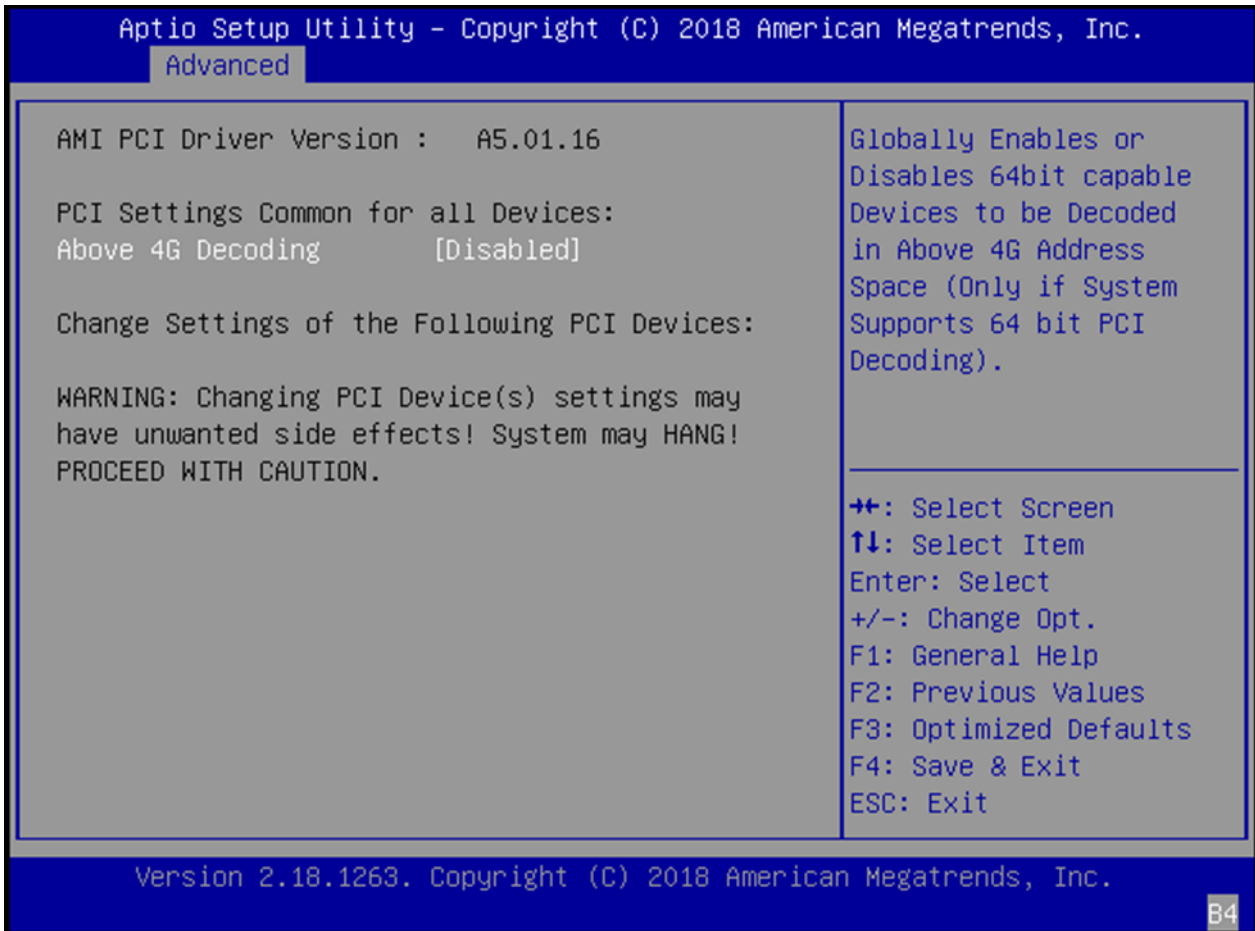 Aptio Setup Utility – Copyright (C) 2018 American Megatrends, Inc.
Advanced
AMI PCI Driver Version :   A5.01.16
PCI Settings Common for all Devices:
Above 4G Decoding   [Disabled]
Change Settings of the Following PCI Devices:
WARNING: Changing PCI Device(s) settings may
have unwanted side effects! System may HANG!
PROCEED WITH CAUTION.
Globally Enables or
Disables 64bit capable
Devices to be Decoded
in Above 4G Address
Space (Only if System
Supports 64 bit PCI
Decoding).
→←: Select Screen
↑↓: Select Item
Enter: Select
+/-: Change Opt.
F1: General Help
F2: Previous Values
F3: Optimized Defaults
F4: Save & Exit
ESC: Exit
Version 2.18.1263. Copyright (C) 2018 American Megatrends, Inc.
B4